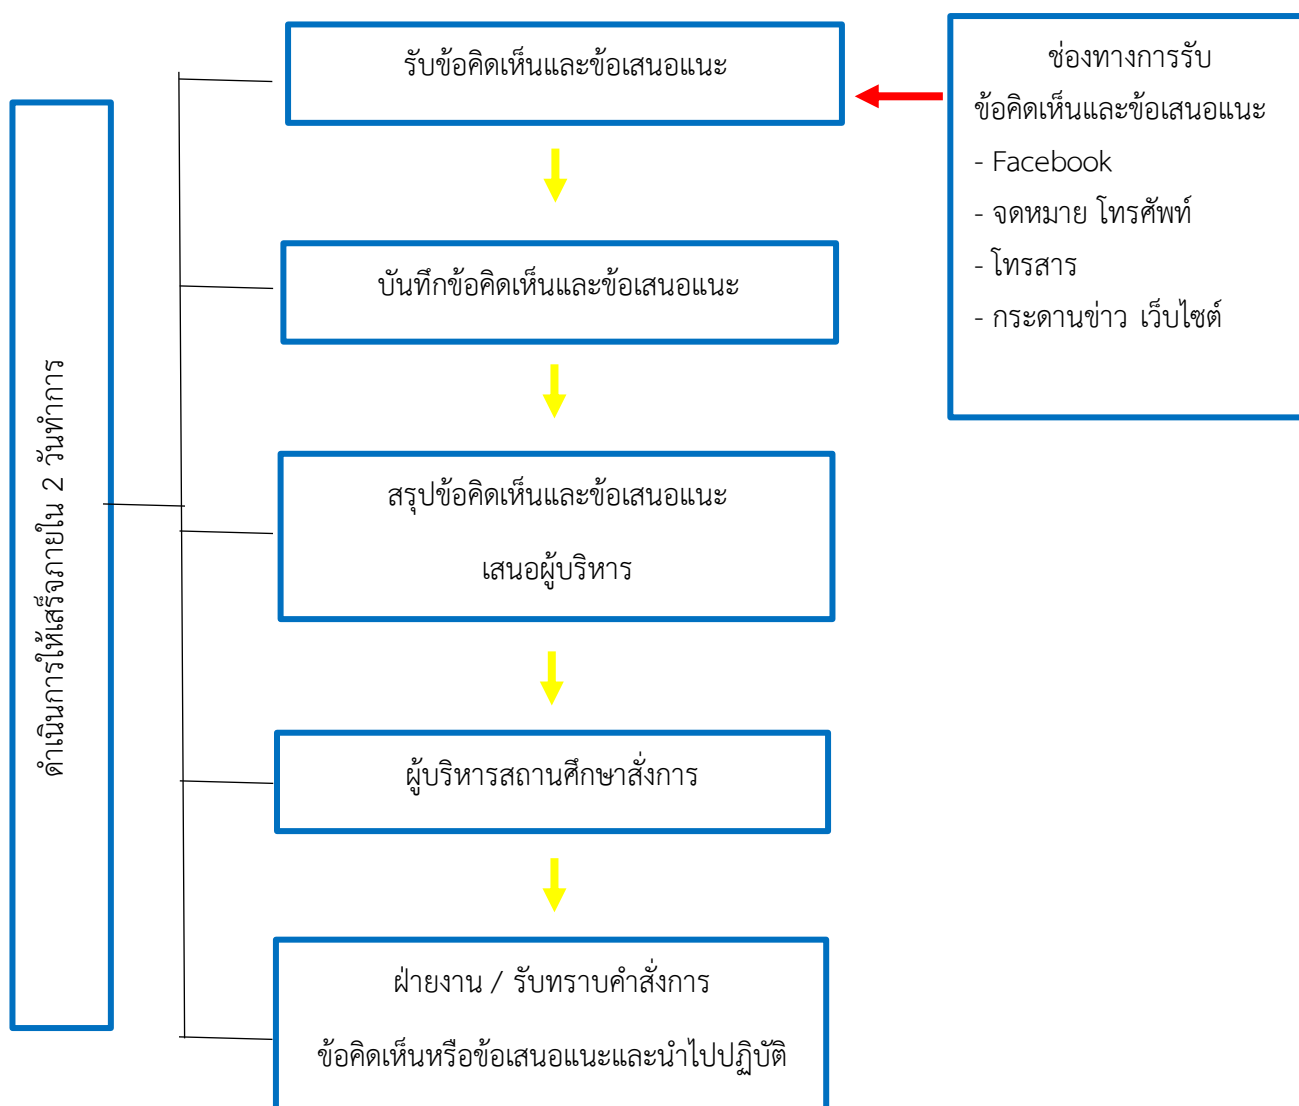 รับข้อคิดเห็นและข้อเสนอแนะ
ช่องทางการรับ
ข้อคิดเห็นและข้อเสนอแนะ
- Facebook
- จดหมาย โทรศัพท์
- โทรสาร
- กระดานข่าว เว็บไซต์
บันทึกข้อคิดเห็นและข้อเสนอแนะ
สรุปข้อคิดเห็นและข้อเสนอแนะ
เสนอผู้บริหาร
ดำเนินการให้เสร็จภายใน 2 วันทำการ
ผู้บริหารสถานศึกษาสั่งการ
ฝ่ายงาน / รับทราบคำสั่งการ
ข้อคิดเห็นหรือข้อเสนอแนะและนำไปปฏิบัติ